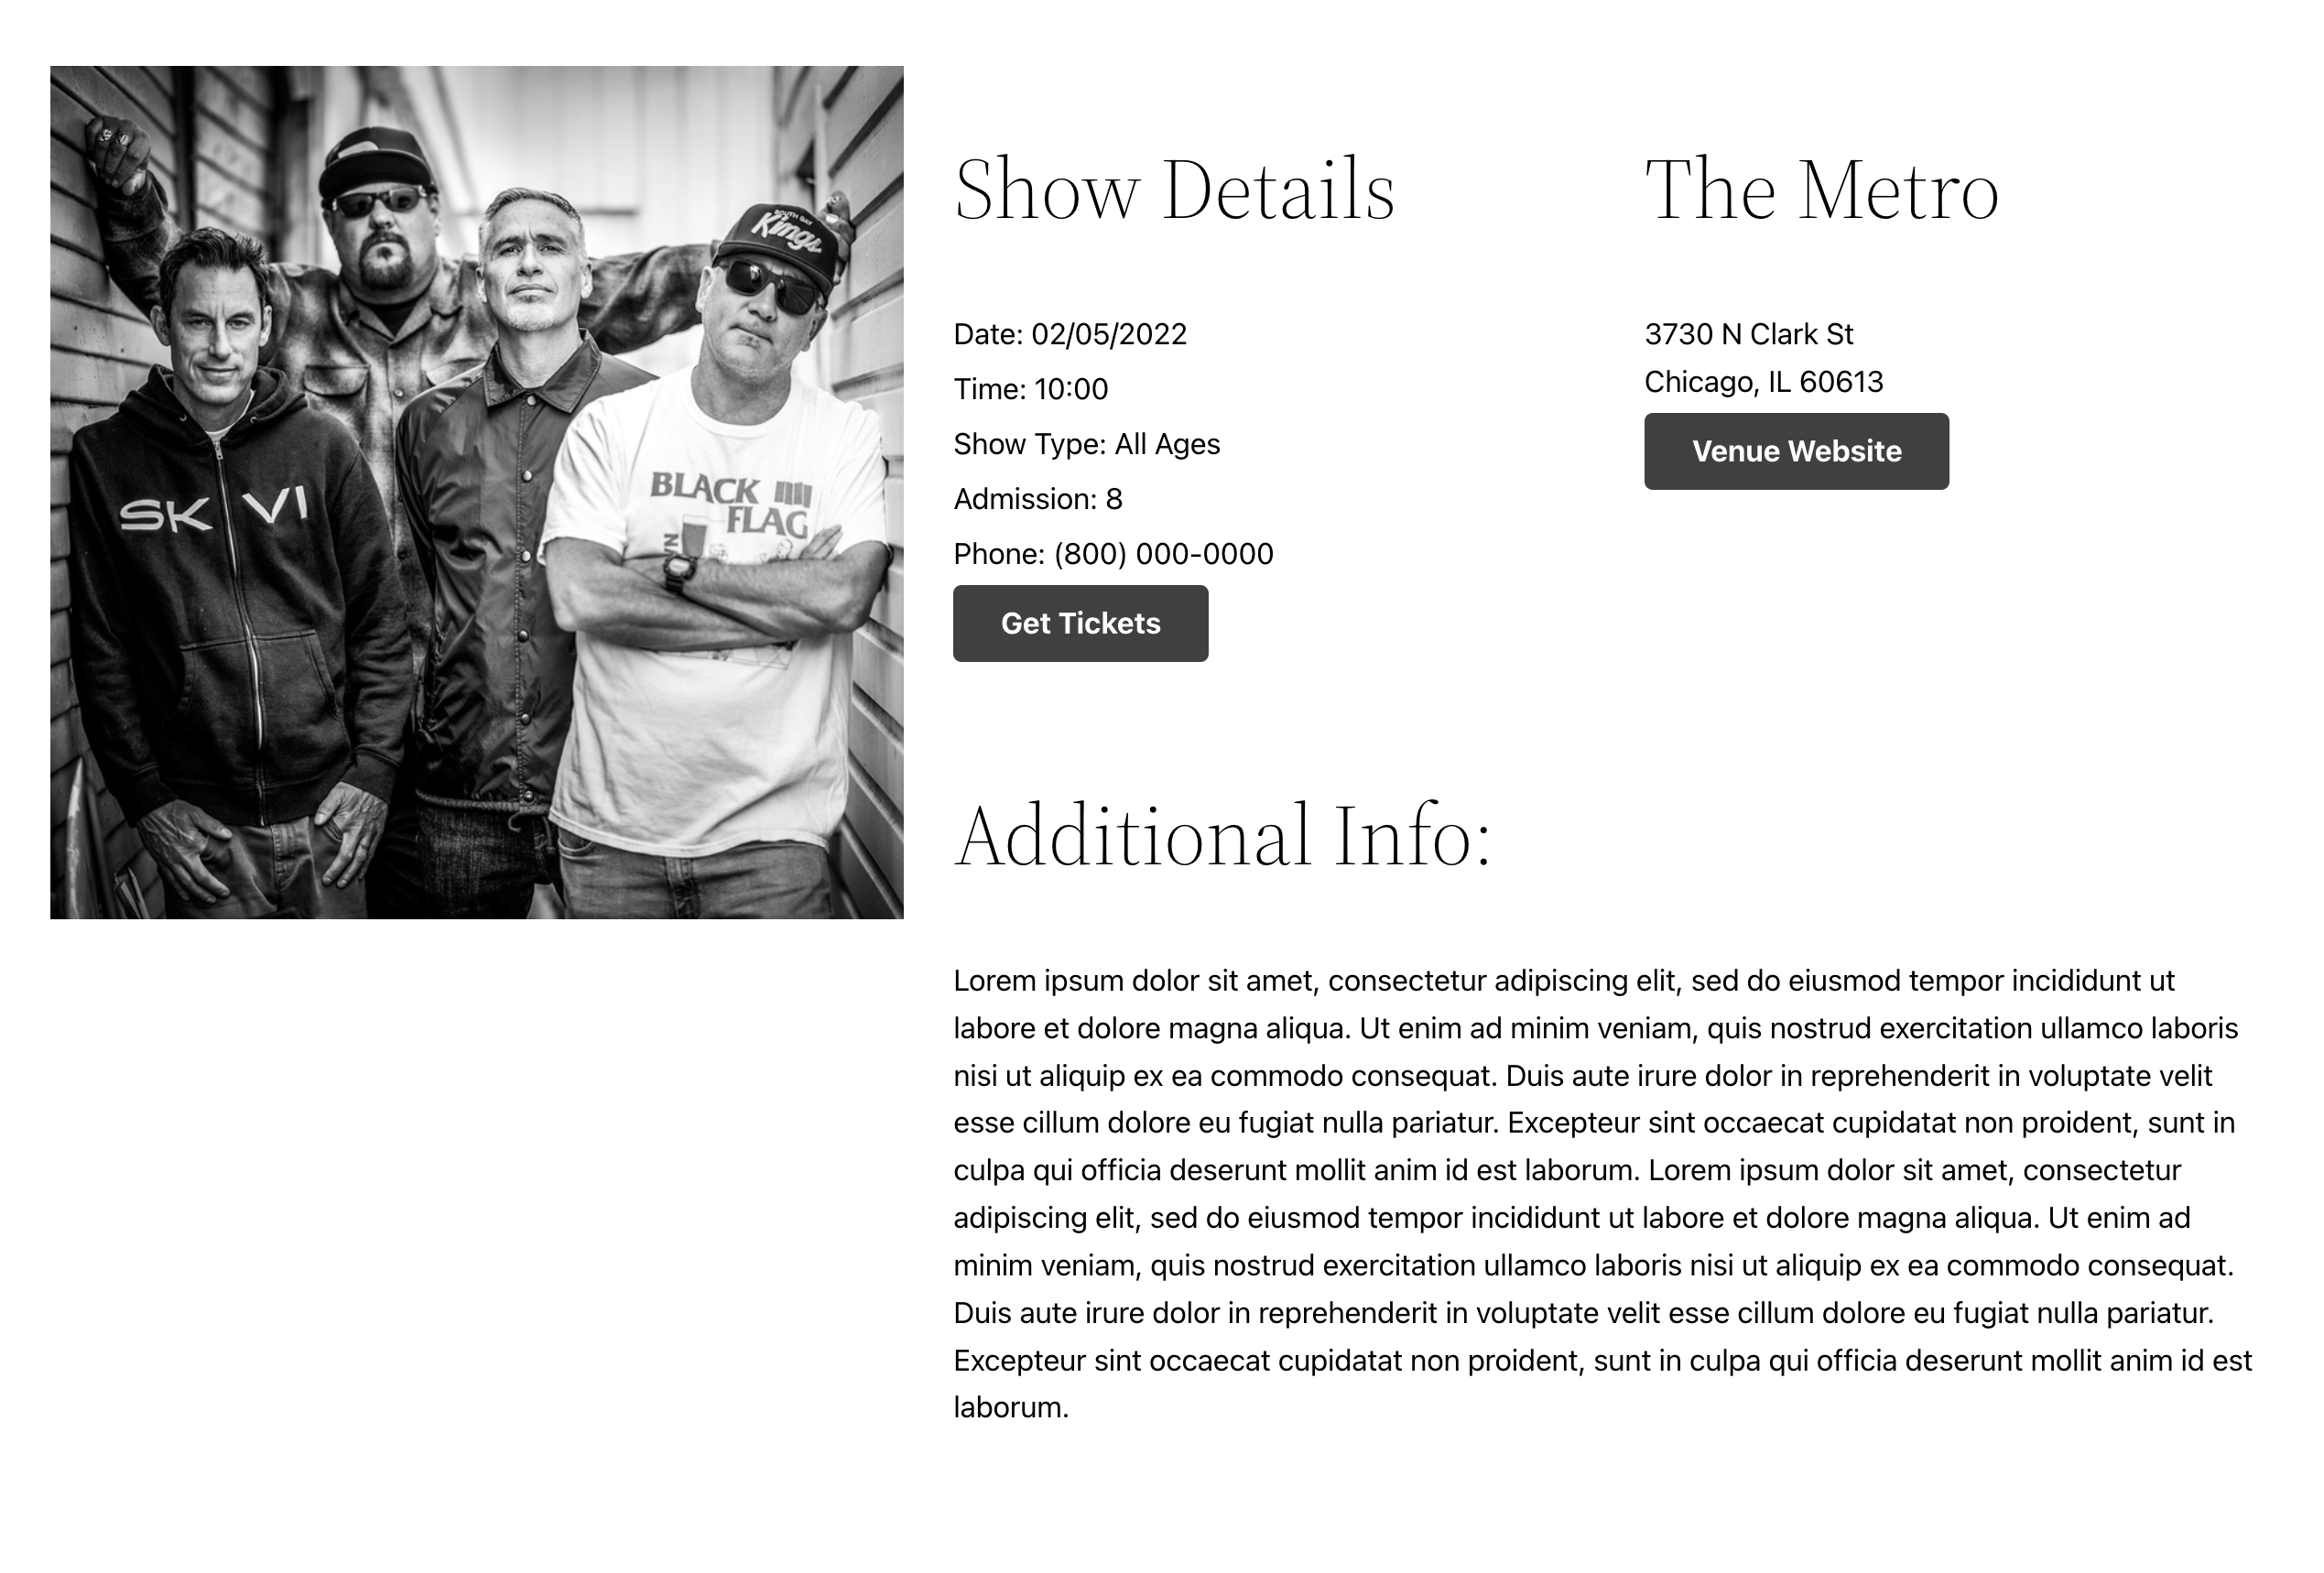 SK VI
SOUTH BAY
Kings
BLACK
FLAG
Show Details
Date: 02/05/2022
Time: 10:00
Show Type: All Ages
Admission: 8
Phone: (800) 000-0000
Get Tickets
The Metro
3730 N Clark St
Chicago, IL 60613
Venue Website
Additional Info:
Lorem ipsum dolor sit amet, consectetur adipiscing elit, sed do eiusmod tempor incididunt ut
labore et dolore magna aliqua. Ut enim ad minim veniam, quis nostrud exercitation ullamco laboris
nisi ut aliquip ex ea commodo consequat. Duis aute irure dolor in reprehenderit in voluptate velit
esse cillum dolore eu fugiat nulla pariatur. Excepteur sint occaecat cupidatat non proident, sunt in
culpa qui officia deserunt mollit anim id est laborum. Lorem ipsum dolor sit amet, consectetur
adipiscing elit, sed do eiusmod tempor incididunt ut labore et dolore magna aliqua. Ut enim ad
minim veniam, quis nostrud exercitation ullamco laboris nisi ut aliquip ex ea commodo consequat.
Duis aute irure dolor in reprehenderit in voluptate velit esse cillum dolore eu fugiat nulla pariatur.
Excepteur sint occaecat cupidatat non proident, sunt in culpa qui officia deserunt mollit anim id est
laborum.